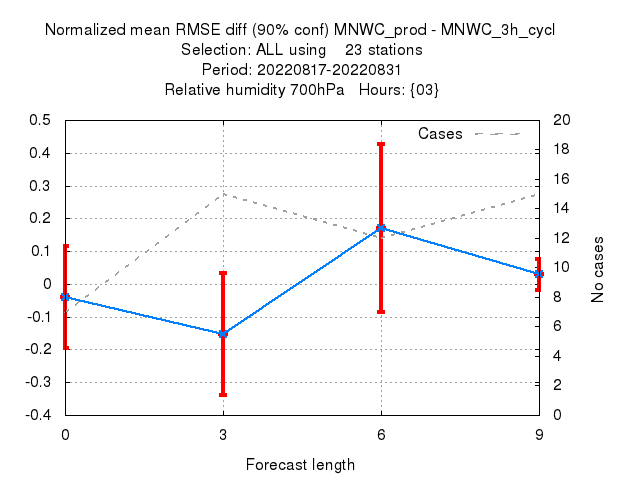 Normalized mean RMSE diff (90% conf) MNWC_prod - MNWC_3h_cycl
Selection: ALL using 23 stations
Period: 20220817-20220831
Relative humidity 700hPa Hours: {03}
Cases
0.5
0.4
0.3
0.2
0.1
0
-0.1
-0.2
-0.3
-0.4
20
18
16
14
12
10
8
6
4
2
0
No cases
0 3 6 9
Forecast length